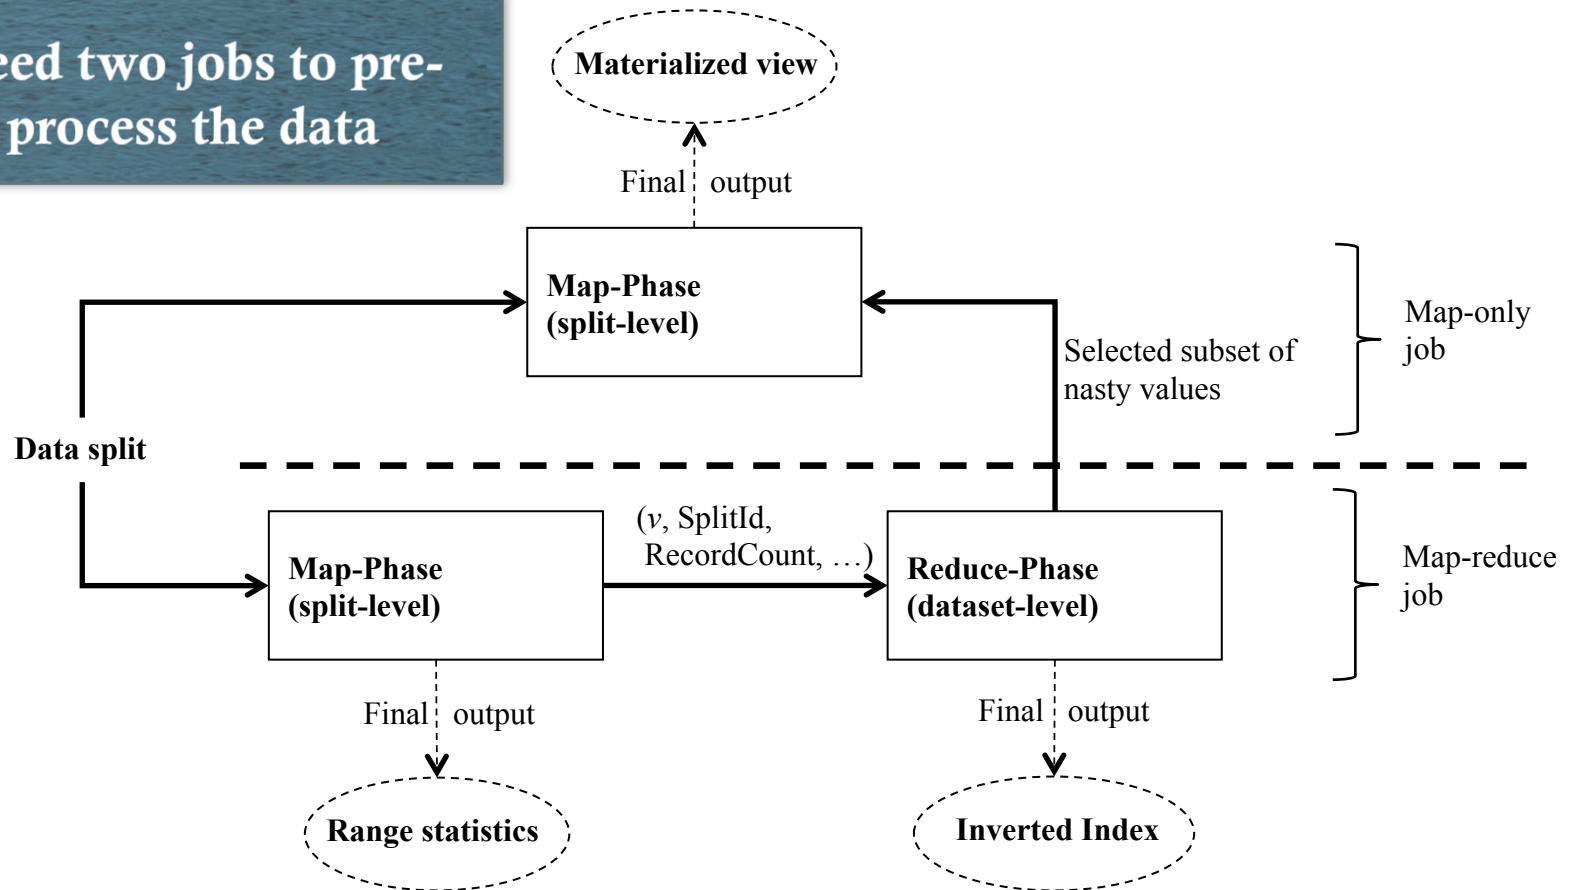 two jobs to pre-
process the data
Materialized view
Final output
Map-Phase
(split-level)
Selected subset of
nasty values
Map-only
job
Data split
(v, SplitId,
RecordCount, …)
Map-Phase
(split-level)
Reduce-Phase
(dataset-level)
Map-reduce
job
Final output
Final output
Range statistics
Inverted Index